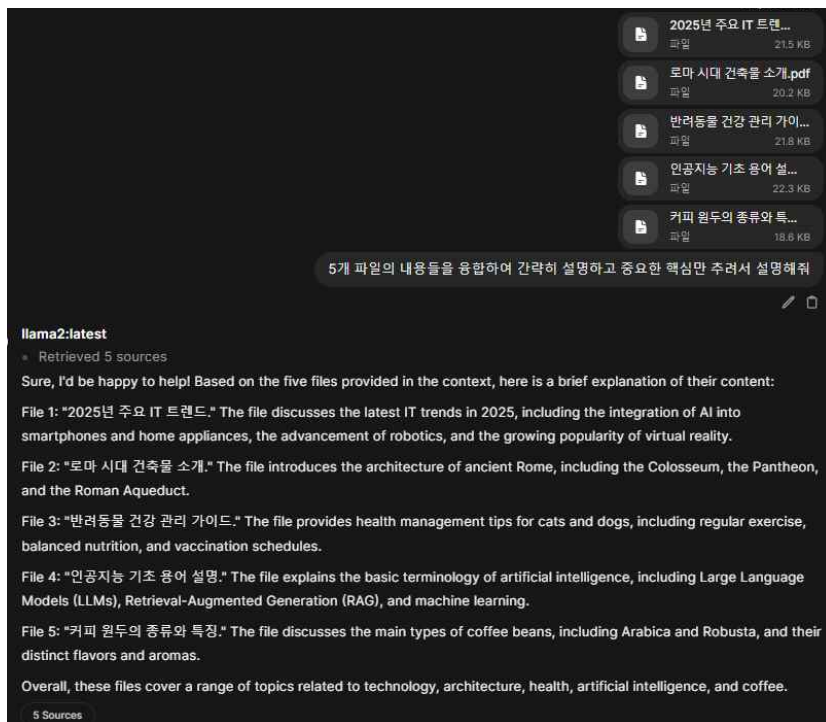 2025년 주요 IT 트렌...
파일 21.5 KB
로마 시대 건축물 소개.pdf
파일 20.2 KB
반려동물 건강 관리 가이...
파일 21.8 KB
인공지능 기초 용어 설...
파일 22.3 KB
커피 원두의 종류와 특...
파일 18.6 KB
5개 파일의 내용들을 융합하여 간략히 설명하고 중요한 핵심만 추려서 설명해줘
llama2:latest
Retrieved 5 sources
Sure, I'd be happy to help! Based on the five files provided in the context, here is a brief explanation of their content:
File 1: "2025년 주요 IT 트렌드." The file discusses the latest IT trends in 2025, including the integration of AI into
smartphones and home appliances, the advancement of robotics, and the growing popularity of virtual reality.
File 2: "로마 시대 건축물 소개." The file introduces the architecture of ancient Rome, including the Colosseum, the Pantheon,
and the Roman Aqueduct.
File 3: "반려동물 건강 관리 가이드." The file provides health management tips for cats and dogs, including regular exercise,
balanced nutrition, and vaccination schedules.
File 4: "인공지능 기초 용어 설명." The file explains the basic terminology of artificial intelligence, including Large Language
Models (LLMs), Retrieval-Augmented Generation (RAG), and machine learning.
File 5: "커피 원두의 종류와 특징." The file discusses the main types of coffee beans, including Arabica and Robusta, and their
distinct flavors and aromas.
Overall, these files cover a range of topics related to technology, architecture, health, artificial intelligence, and coffee.
5 Sources